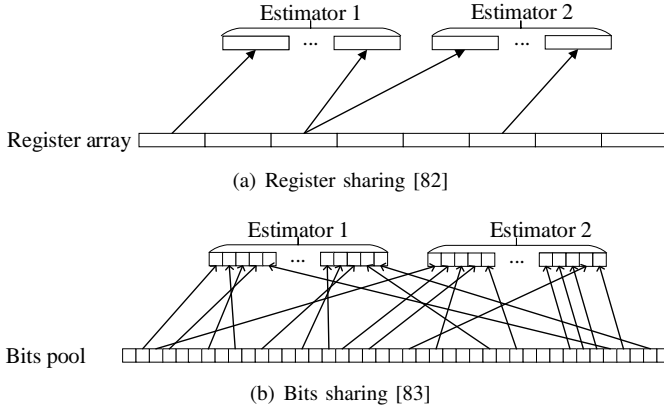 Estimator 1 Estimator 2
... ...
Register array
(a) Register sharing [82]
Estimator 1 Estimator 2
... ...
Bits pool
(b) Bits sharing [83]